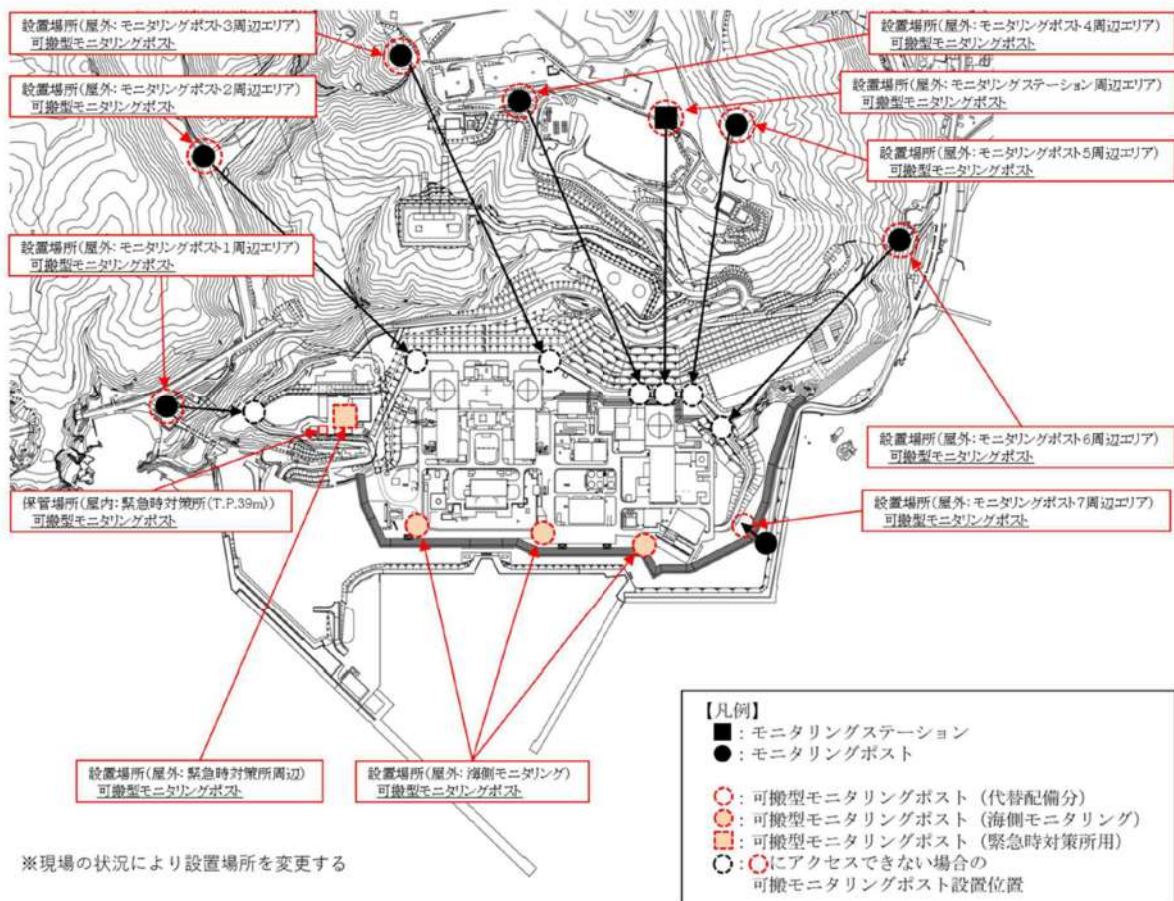 設置場所(屋外:モニタリングポスト3周辺エリア)
可搬型モニタリングポスト
設置場所(屋外:モニタリングポスト4周辺エリア)
可搬型モニタリングポスト
設置場所(屋外:モニタリングポスト2周辺エリア)
可搬型モニタリングポスト
設置場所(屋外:モニタリングステーション周辺エリア)
可搬型モニタリングポスト
設置場所(屋外:モニタリングポスト5周辺エリア)
可搬型モニタリングポスト
設置場所(屋外:モニタリングポスト1周辺エリア)
可搬型モニタリングポスト
設置場所(屋外:モニタリングポスト6周辺エリア)
可搬型モニタリングポスト
保管場所(屋内:緊急時対策所(T.P.39m))
可搬型モニタリングポスト
設置場所(屋外:モニタリングポスト7周辺エリア)
可搬型モニタリングポスト
設置場所(屋外:緊急時対策所周辺)
可搬型モニタリングポスト
設置場所(屋外:海側モニタリング)
可搬型モニタリングポスト
※現場の状況により設置場所を変更する
【凡例】
■:モニタリングステーション
●:モニタリングポスト
:可搬型モニタリングポスト(代替配備分)
:可搬型モニタリングポスト(海側モニタリング)
:可搬型モニタリングポスト(緊急時対策所用)
:にアクセスできない場合の
可搬モニタリングポスト設置位置